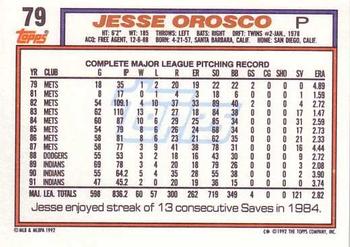 79 JESSE OROSCO P
Topps HT: 6'2" WT: 185 THROWS: LEFT BATS: RIGHT DRAFT: TWINS #2-JAN., 1978
ACQ: FREE AGENT, 12-6-88 BORN: 4-21-57, SANTA BARBARA, CALIF. HOME: SAN DIEGO, CALIF.
COMPLETE MAJOR LEAGUE PITCHING RECORD
YR CLUB G IP W L R ER SO BB GS CG SHO SV ERA
79 METS 18 35 1 2 20 19 22 22 2 0 0 0 4.89
81 METS 8 17 0 1 4 3 18 6 0 0 0 1 1.59
82 METS 54 109.1 4 10 37 33 89 40 2 0 0 4 2.72
83 METS 62 110 13 7 27 18 84 38 0 0 0 17 1.47
84 METS 60 87 10 6 29 25 85 34 0 0 0 31 2.59
85 METS 54 79 8 6 26 24 68 34 0 0 0 17 2.73
86 METS 58 81 8 6 23 21 62 35 0 0 0 21 2.33
87 METS 58 77 3 9 41 38 78 31 0 0 0 16 4.44
88 DODGERS 55 53 3 2 18 16 43 30 0 0 0 9 2.72
89 INDIANS 69 78 3 4 20 18 79 26 0 0 0 3 2.08
90 INDIANS 55 64.2 5 4 35 28 55 38 0 0 0 2 3.90
91 INDIANS 47 45.2 2 0 20 19 36 15 0 0 0 0 3.74
MAJ. LEA. TOTALS 598 836.2 60 57 300 262 719 349 4 0 0 121 2.82
Jesse enjoyed streak of 13 consecutive Saves in 1984.
© MLB & MLBPA 1992 © 1992 THE TOPPS COMPANY, INC.